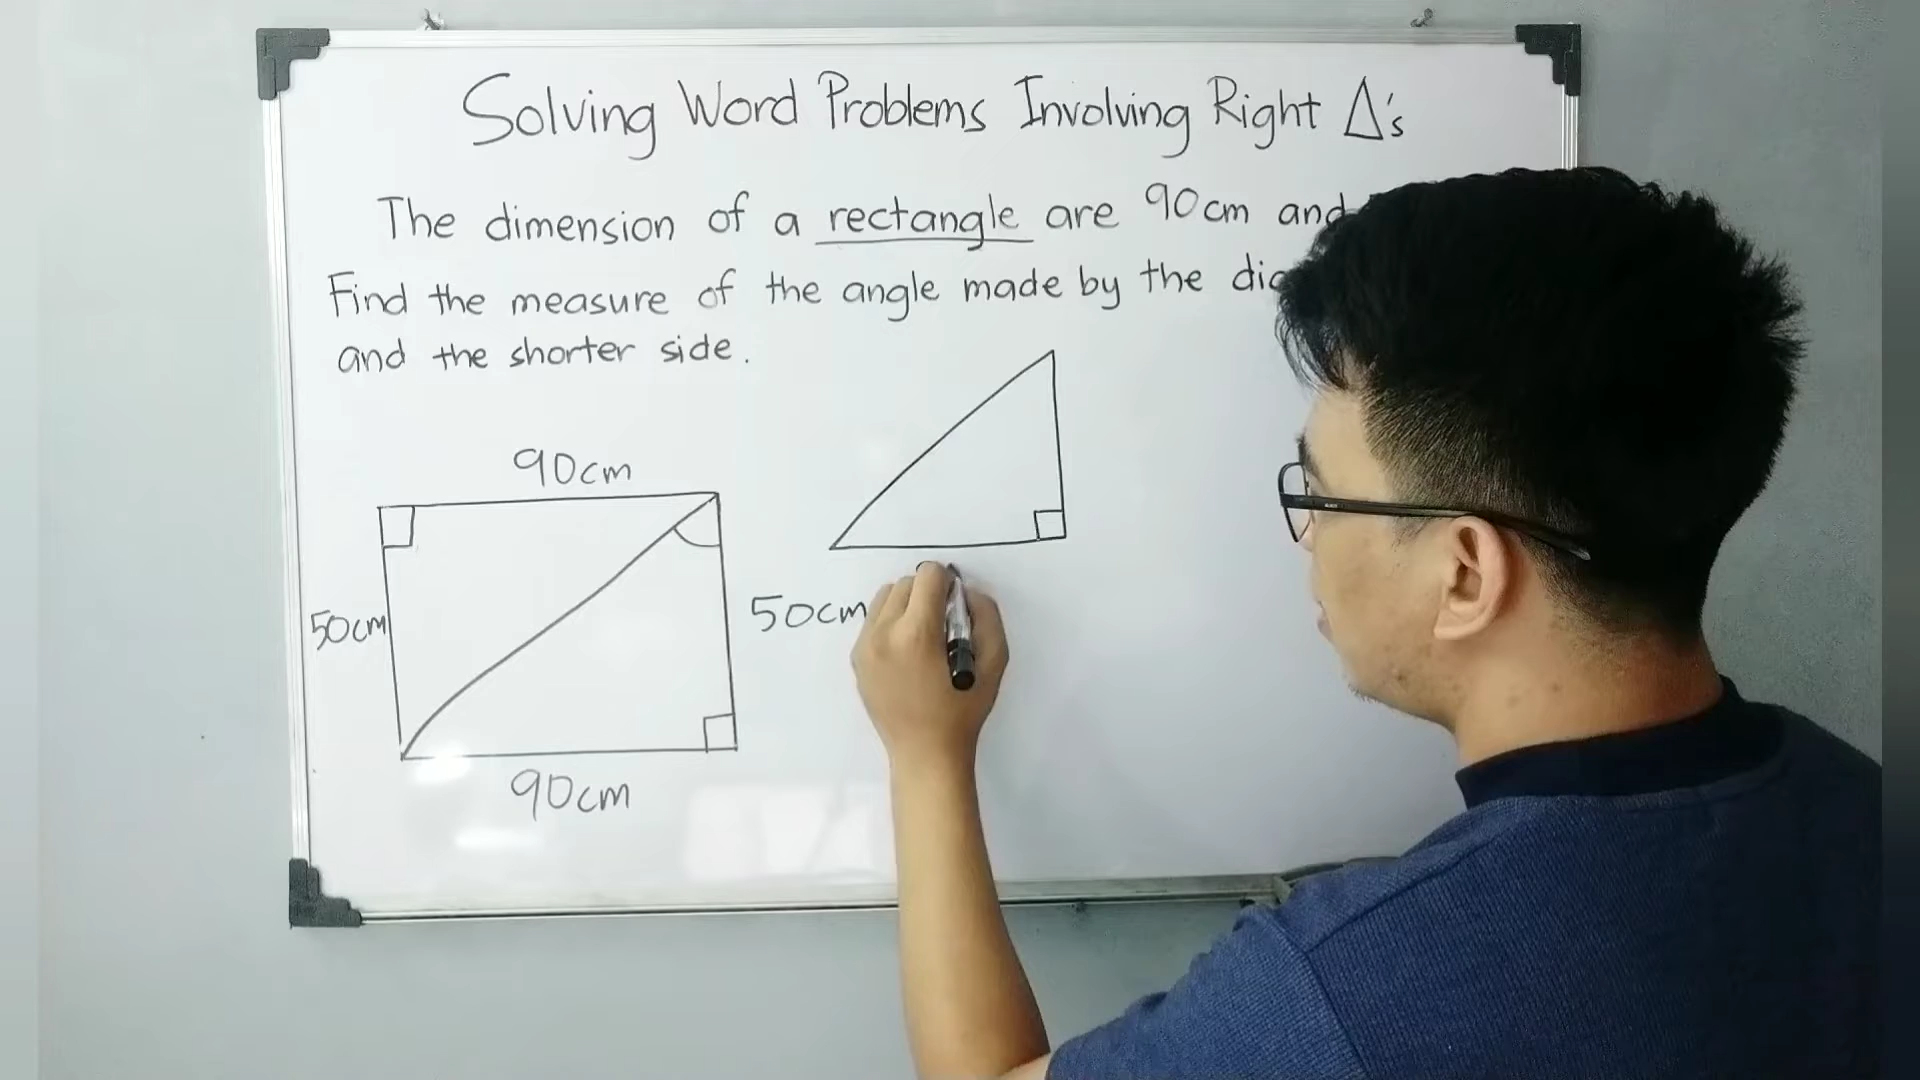 Solving Word Problems Involving Right Δ's
The dimension of a rectangle are 90cm and
Find the measure of the angle made by the
and the shorter side.
90cm
50cm
50cm
90cm